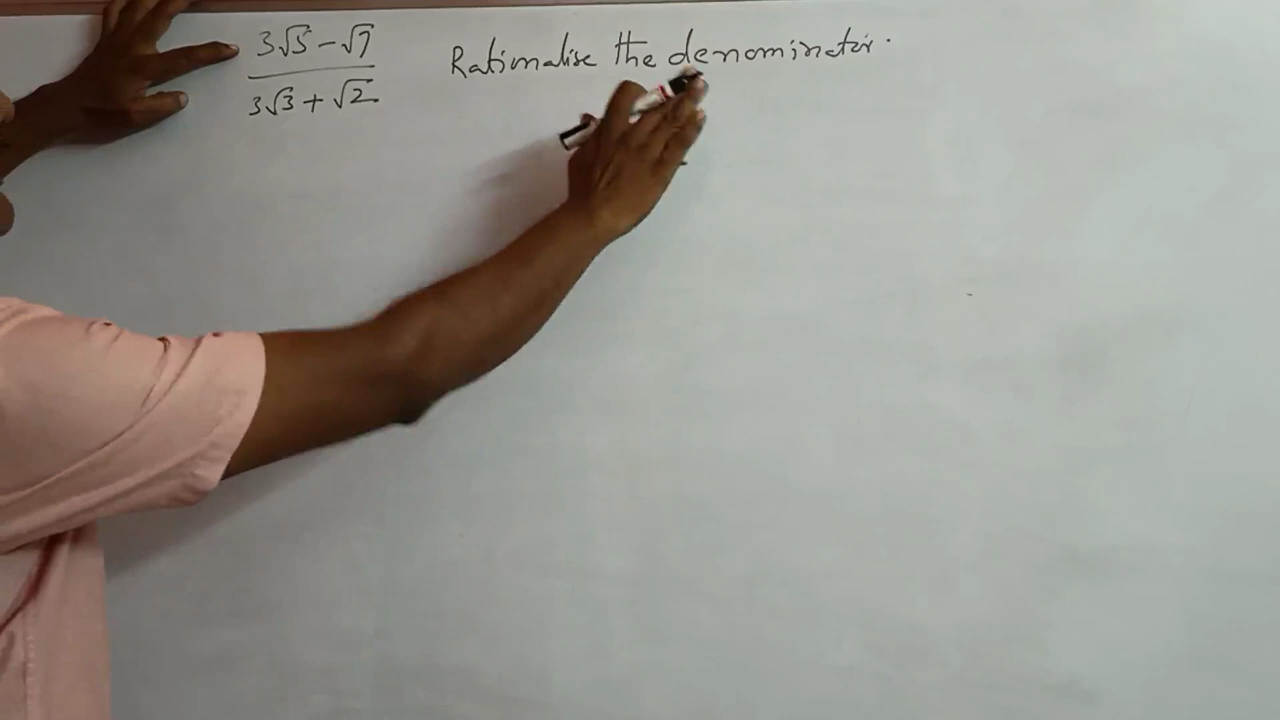 3√5 − √7 Rationalise the denominator.
3√3 + √2